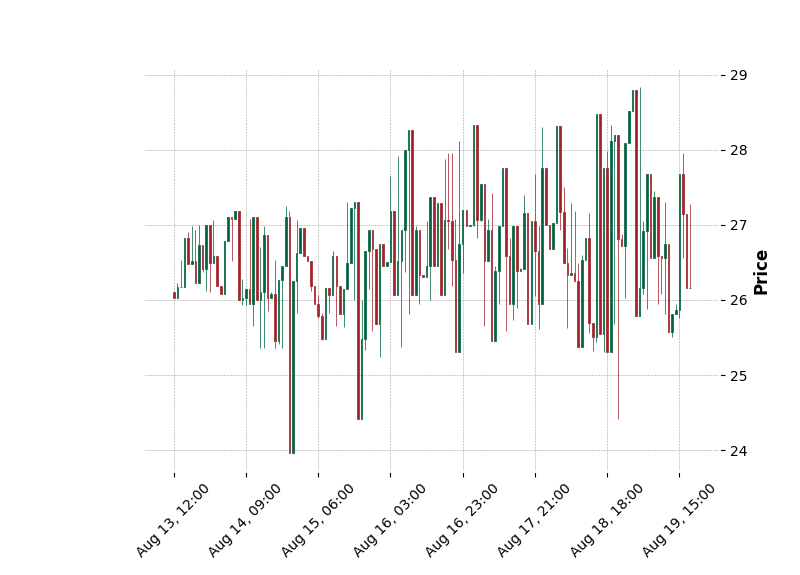 29
28
27
26
25
24
Price
Aug 13, 12:00
Aug 14, 09:00
Aug 15, 06:00
Aug 16, 03:00
Aug 16, 23:00
Aug 17, 21:00
Aug 18, 18:00
Aug 19, 15:00